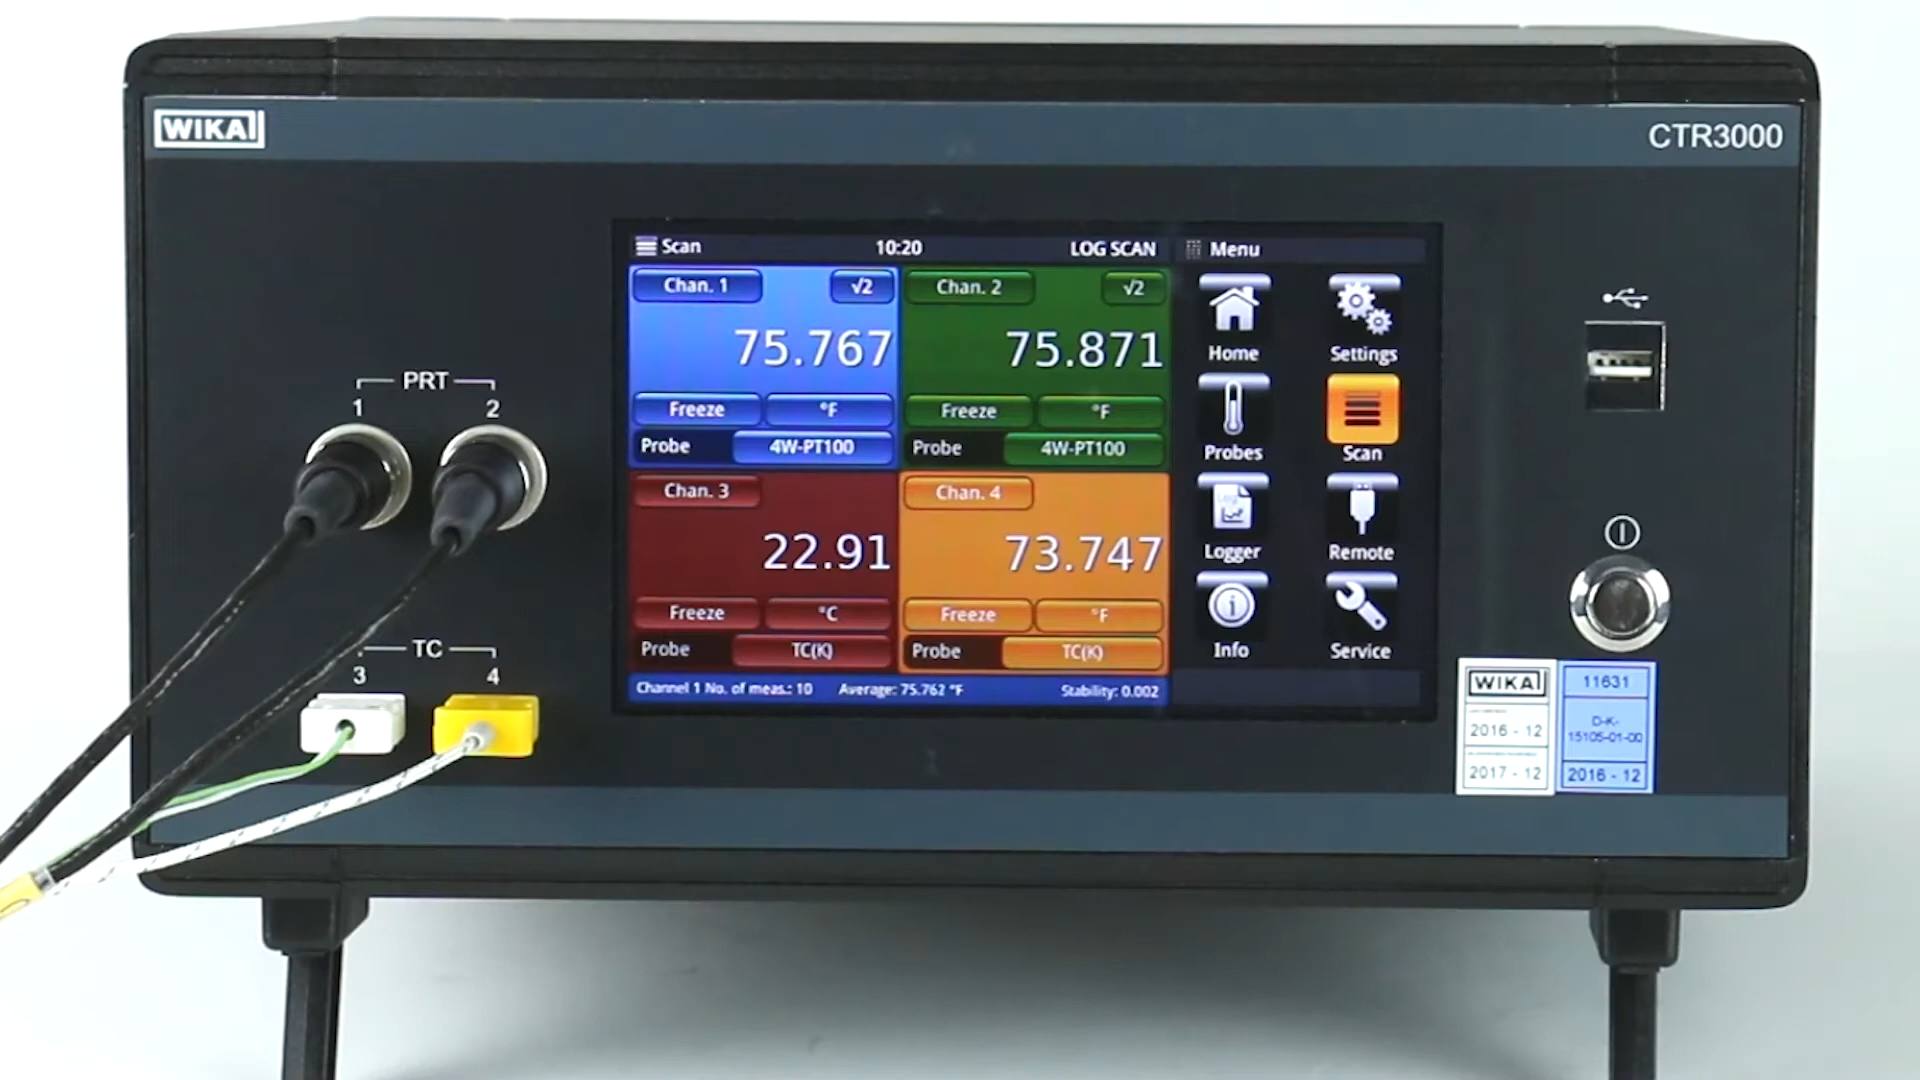 WIKA
CTR3000
Scan 10:20 LOG SCAN
Menu
Chan. 1 √2
75.767
Freeze °F
Probe 4W-PT100
Chan. 2 √2
75.871
Freeze °F
Probe 4W-PT100
Chan. 3
22.91
Freeze °C
Probe TC(K)
Chan. 4
73.747
Freeze °F
Probe TC(K)
Channel 1 No. of meas.: 10 Average: 75.762 °F Stability: 0.002
Home Settings
Probes Scan
Logger Remote
Info Service
PRT
1 2
TC
3 4
WIKA
2016 - 12
2017 - 12
11631
D-K-
15105-01-00
2016 - 12